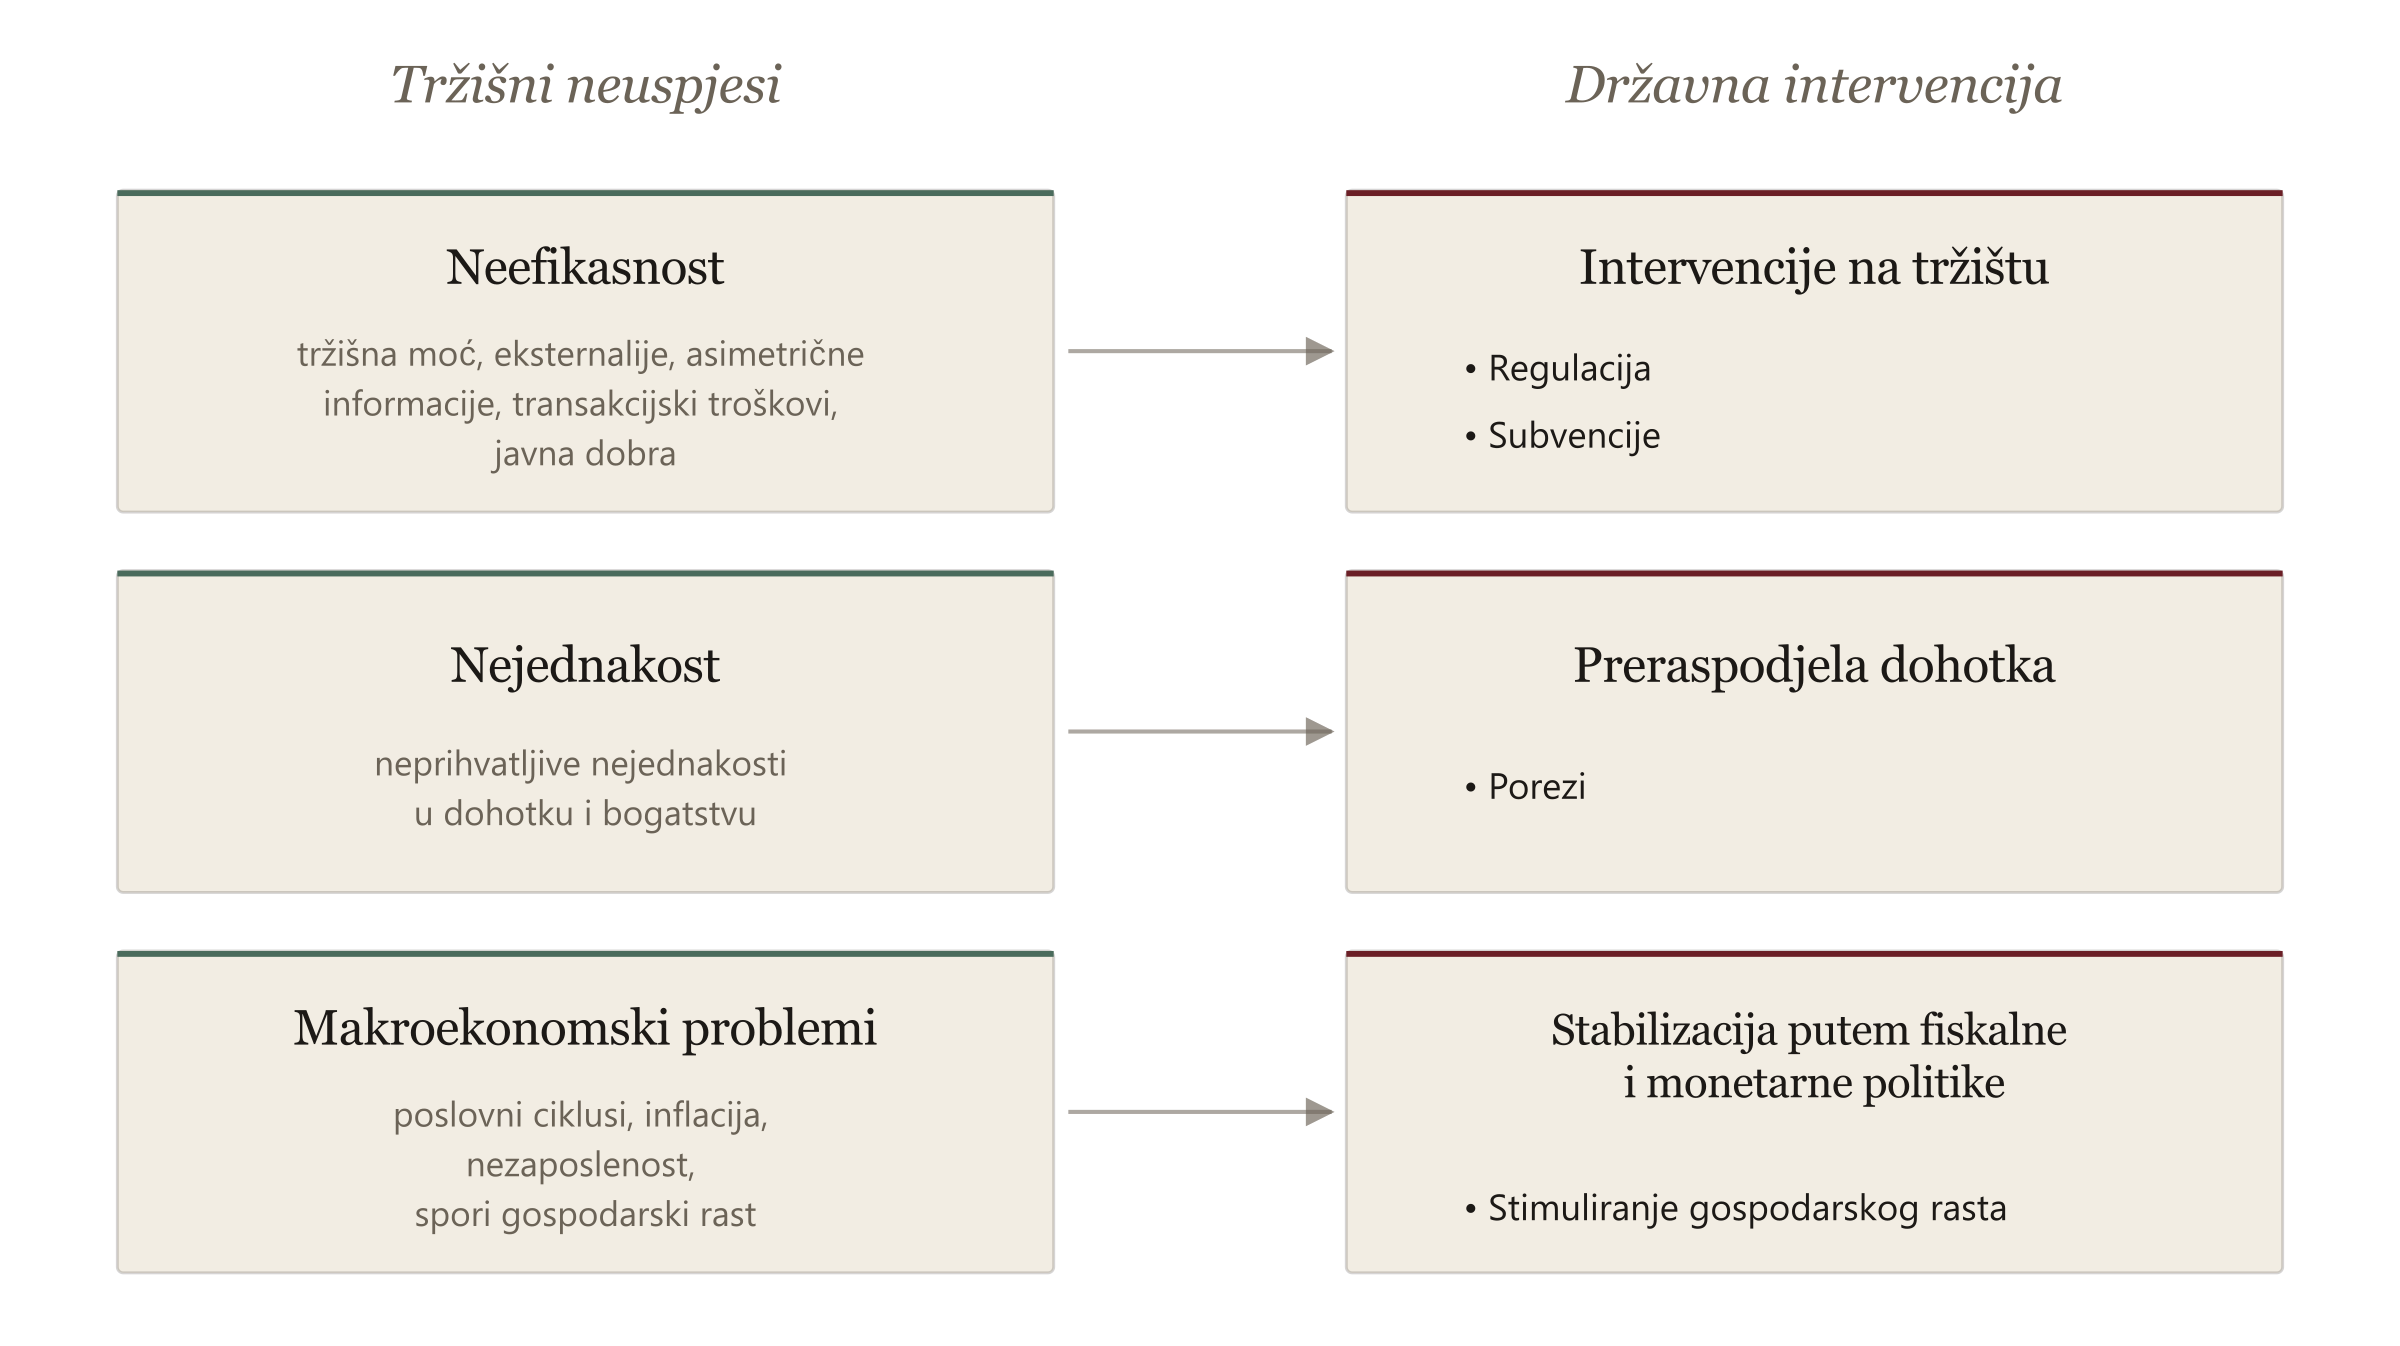 Tržišni neuspjesi
Državna intervencija
Neefikasnost
tržišna moć, eksternalije, asimetrične
informacije, transakcijski troškovi,
javna dobra
Intervencije na tržištu
• Regulacija
• Subvencije
Nejednakost
neprihvatljive nejednakosti
u dohotku i bogatstvu
Preraspodjela dohotka
• Porezi
Makroekonomski problemi
poslovni ciklusi, inflacija,
nezaposlenost,
spori gospodarski rast
Stabilizacija putem fiskalne
i monetarne politike
• Stimuliranje gospodarskog rasta